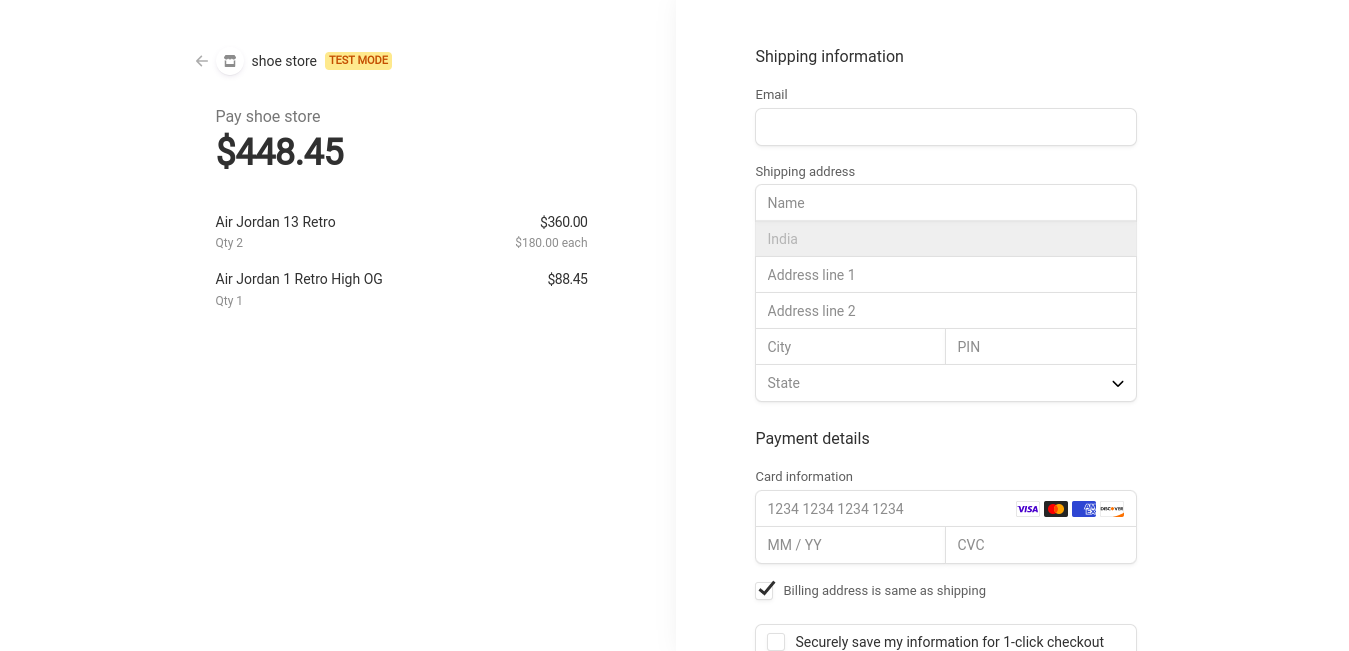 shoe store TEST MODE
Pay shoe store
$448.45
Air Jordan 13 Retro $360.00
Qty 2 $180.00 each
Air Jordan 1 Retro High OG $88.45
Qty 1
Shipping information
Email
Shipping address
Name
India
Address line 1
Address line 2
City PIN
State
Payment details
Card information
1234 1234 1234 1234 VISA DISCOVER
MM / YY CVC
Billing address is same as shipping
Securely save my information for 1-click checkout